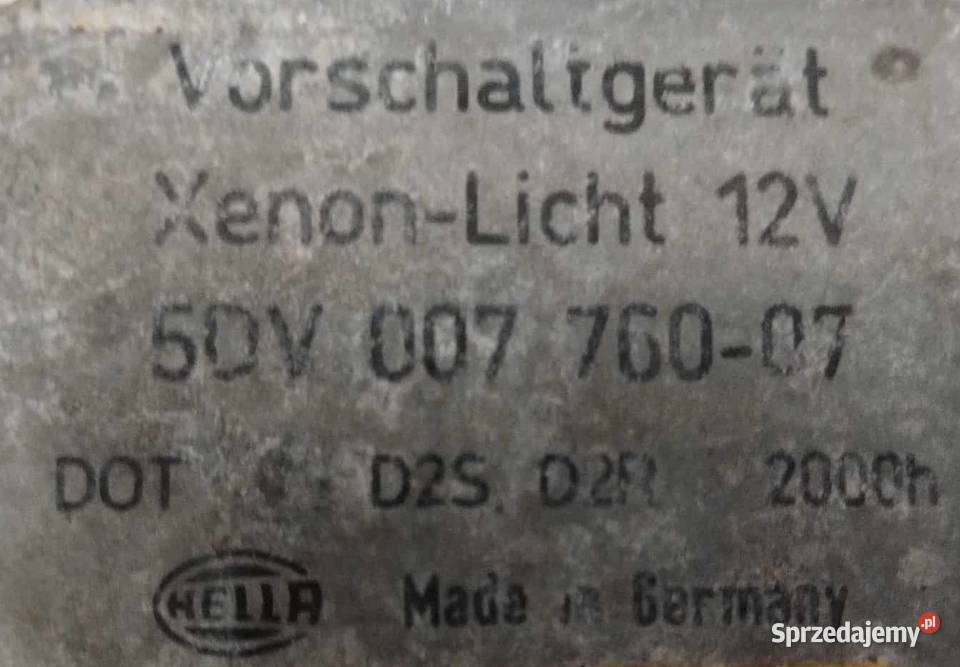 Vorschaltgerät
Xenon-Licht 12V
5DV 007 760-07
DOT D2S, D2R 2000h
HELLA Made in Germany
Sprzedajemy.pl